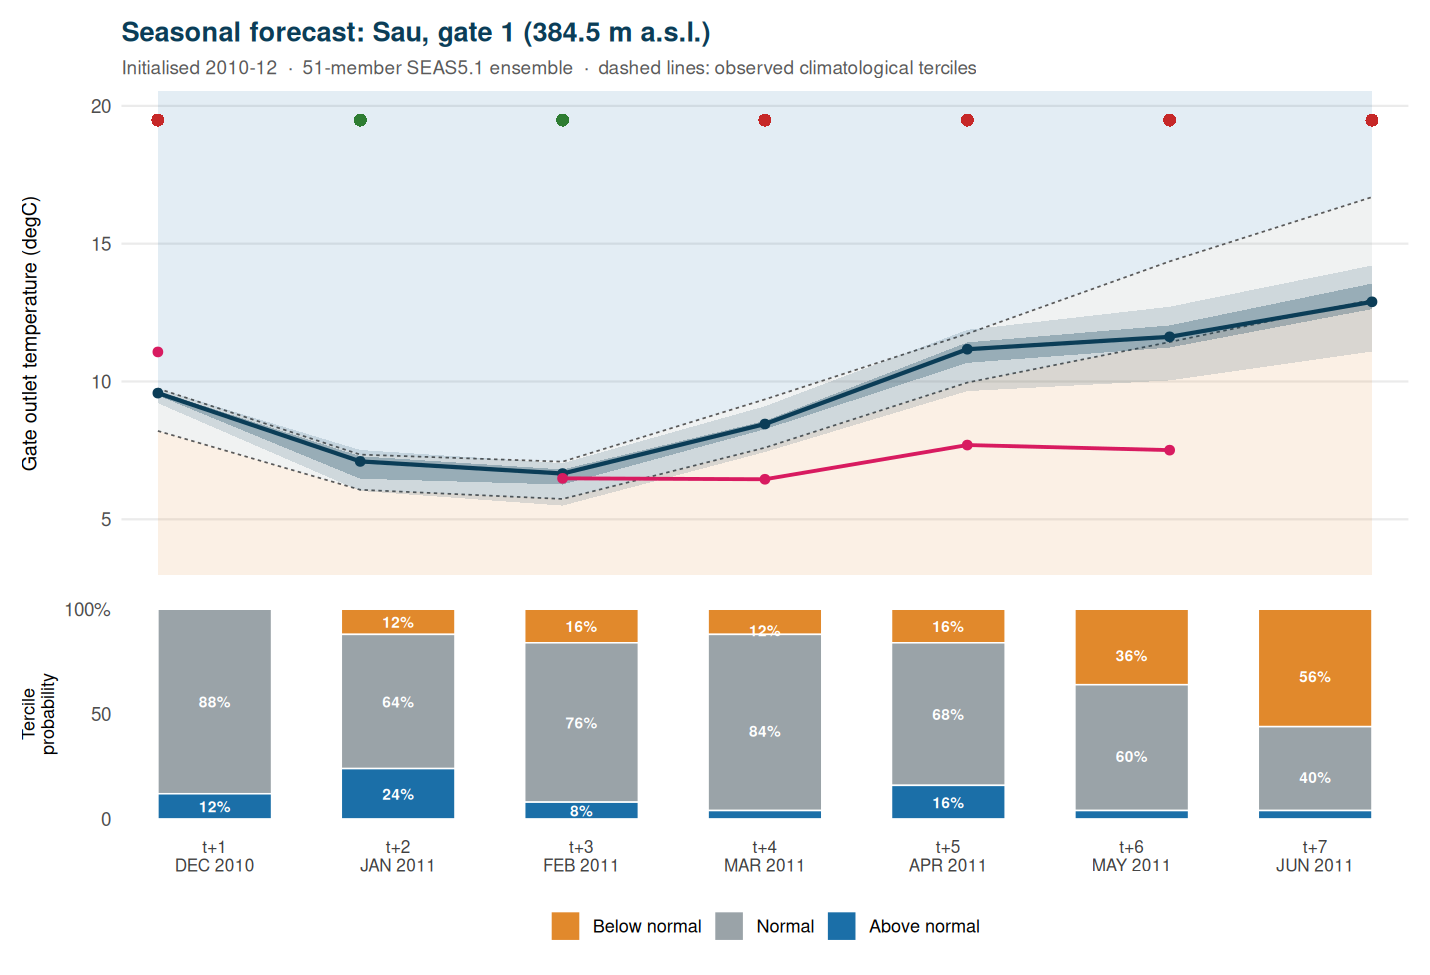 Seasonal forecast: Sau, gate 1 (384.5 m a.s.l.)
Initialised 2010-12 · 51-member SEAS5.1 ensemble · dashed lines: observed climatological terciles
Gate outlet temperature (degC)
20
15
10
5
Tercile
probability
100%
50
0
88%
12%
12%
64%
24%
16%
76%
8%
12%
84%
16%
68%
16%
36%
60%
56%
40%
t+1
DEC 2010
t+2
JAN 2011
t+3
FEB 2011
t+4
MAR 2011
t+5
APR 2011
t+6
MAY 2011
t+7
JUN 2011
Below normal
Normal
Above normal